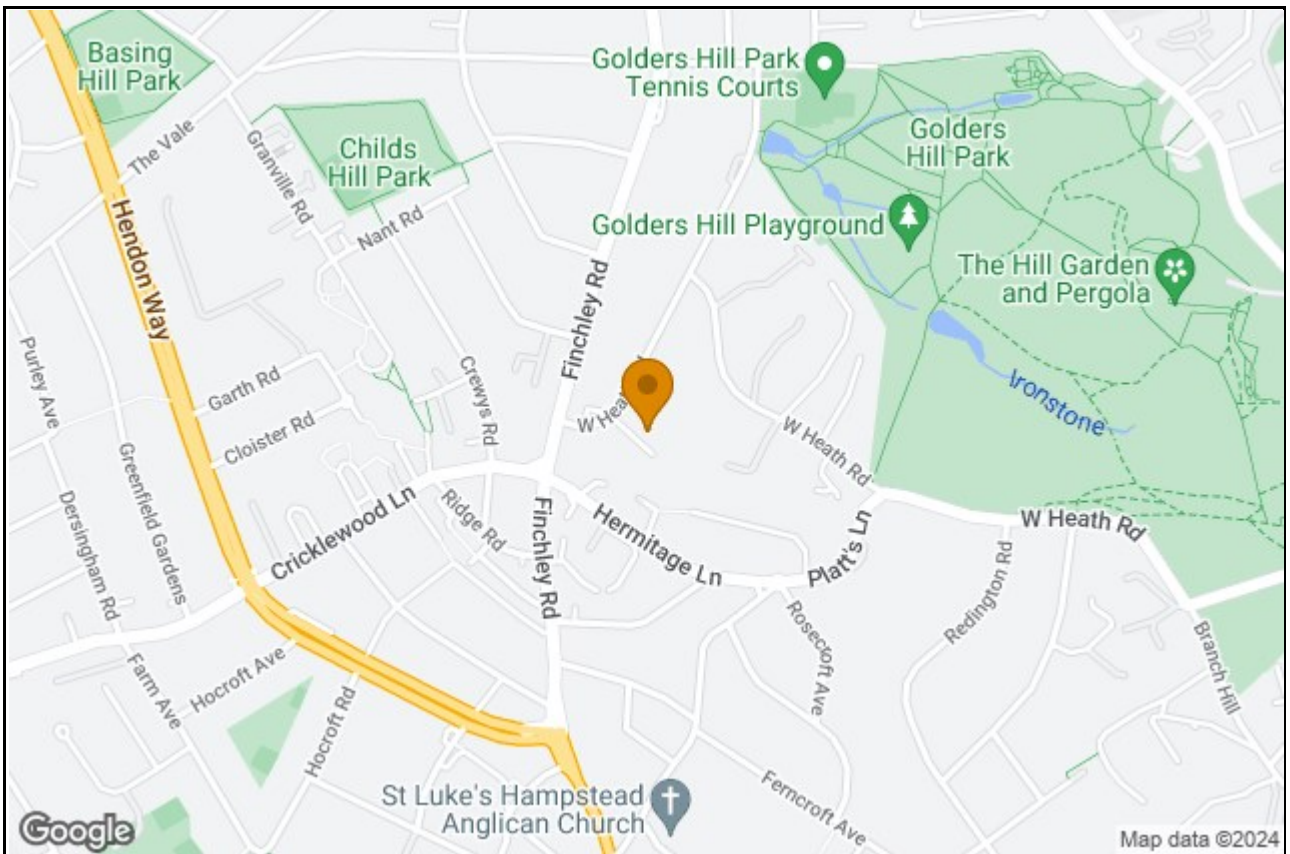 Basing
Hill Park
The Vale
Granville Rd
Childs
Hill Park
Nant Rd
Golders Hill Park
Tennis Courts
Golders
Hill Park
Golders Hill Playground
The Hill Garden
and Pergola
Hendon Way
Finchley Rd
Purley Ave
Garth Rd
Crewys Rd
W Hea
Ironstone
Cloister Rd
Greenfield Gardens
Dersingham Rd
W Heath Rd
Cricklewood Ln
Ridge Rd
Finchley Rd
Hermitage Ln
Platt's Ln
W Heath Rd
Redington Rd
Rosecroft Ave
Branch Hill
Farm Ave
Hocroft Ave
Hocroft Rd
St Luke's Hampstead
Anglican Church
Ferncroft Ave
Google
Map data ©2024